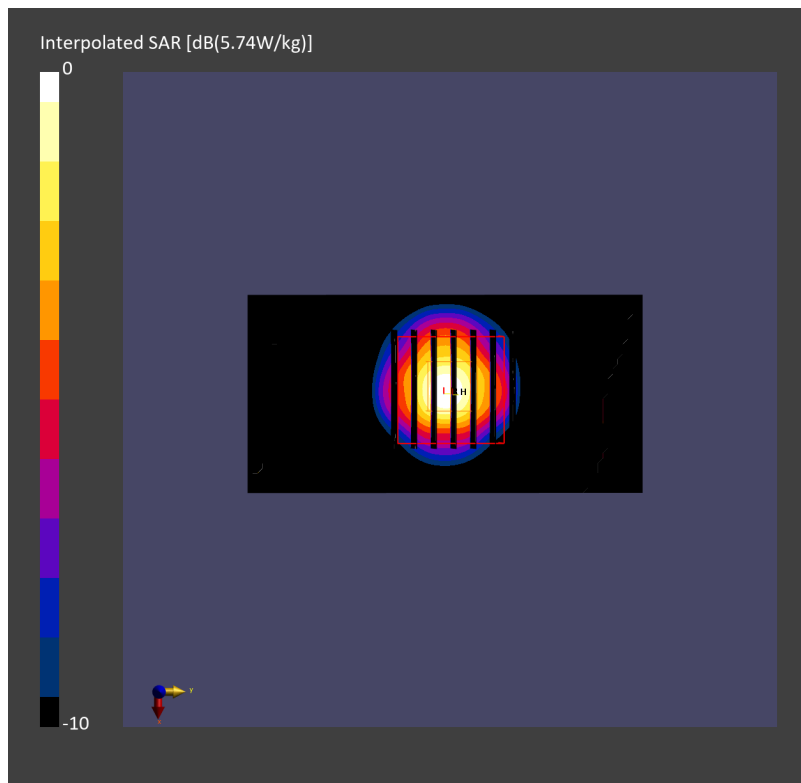 Interpolated SAR [dB(5.74W/kg)]
0
H
Y
X
-10